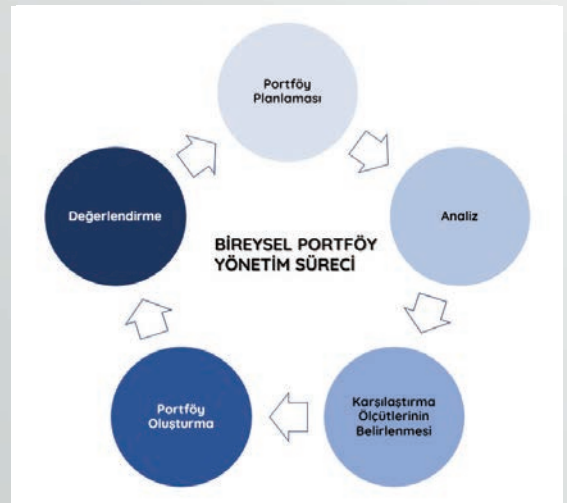 Portföy
Planlaması
Analiz
Karşılaştırma
Ölçütlerinin
Belirlenmesi
Portföy
Oluşturma
Değerlendirme
BİREYSEL PORTFÖY
YÖNETİM SÜRECİ